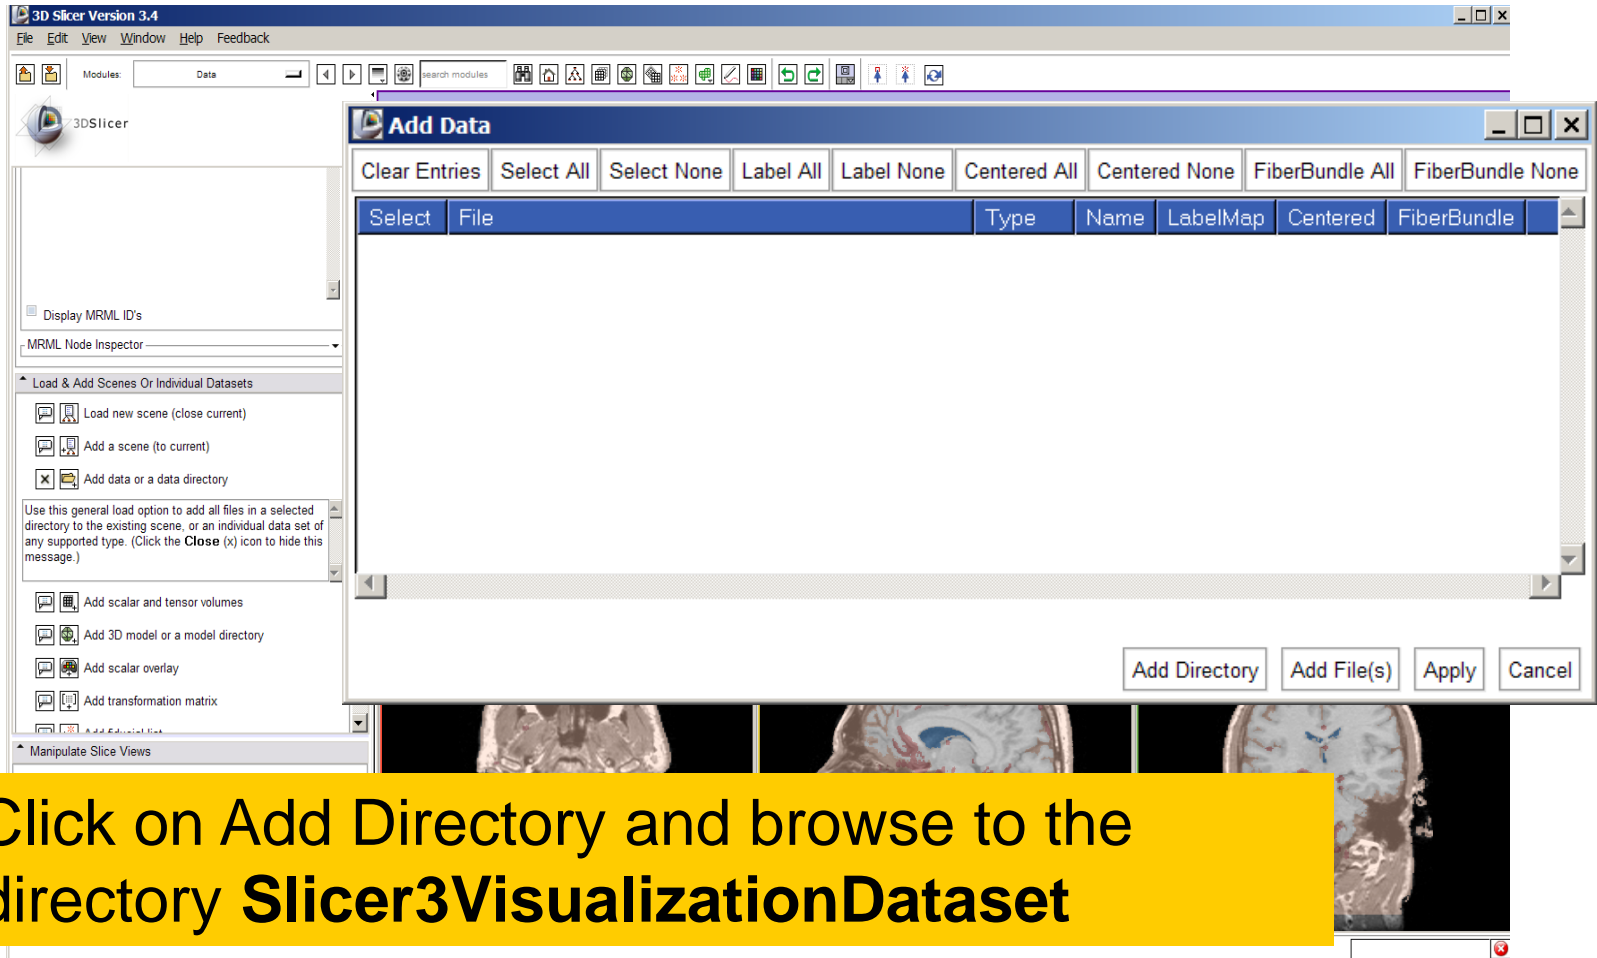 3D Slicer Version 3.4
File Edit View Window Help Feedback
Modules: Data search modules
3DSlicer
Display MRML ID's
MRML Node Inspector
Load & Add Scenes Or Individual Datasets
Load new scene (close current)
Add a scene (to current)
Add data or a data directory
Use this general load option to add all files in a selected
directory to the existing scene, or an individual data set of
any supported type. (Click the Close (x) icon to hide this
message.)
Add scalar and tensor volumes
Add 3D model or a model directory
Add scalar overlay
Add transformation matrix
Add fiducial list
Manipulate Slice Views
Add Data
Clear Entries Select All Select None Label All Label None Centered All Centered None FiberBundle All FiberBundle None
Select File Type Name LabelMap Centered FiberBundle
Add Directory Add File(s) Apply Cancel
Click on Add Directory and browse to the
directory Slicer3VisualizationDataset